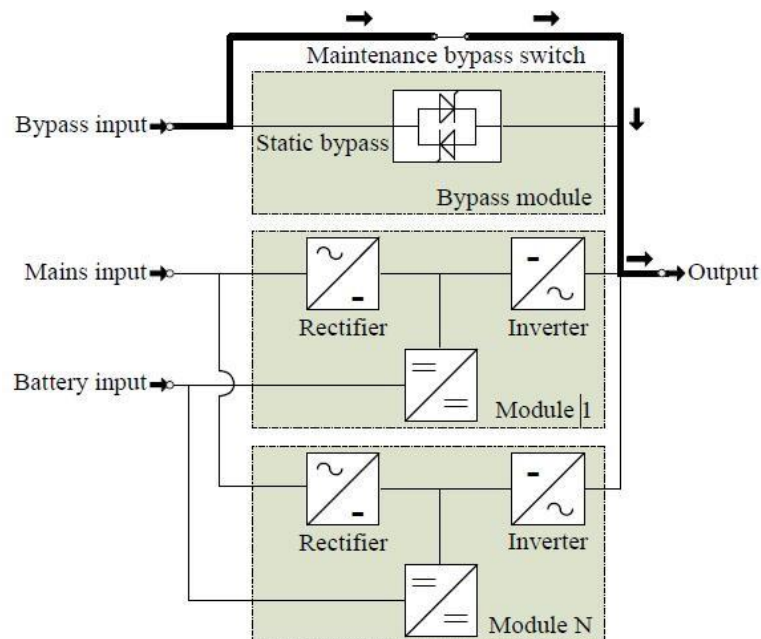 Maintenance bypass switch
Bypass input
Static bypass
Bypass module
Mains input
Output
Rectifier
Inverter
Battery input
Module 1
Rectifier
Inverter
Module N